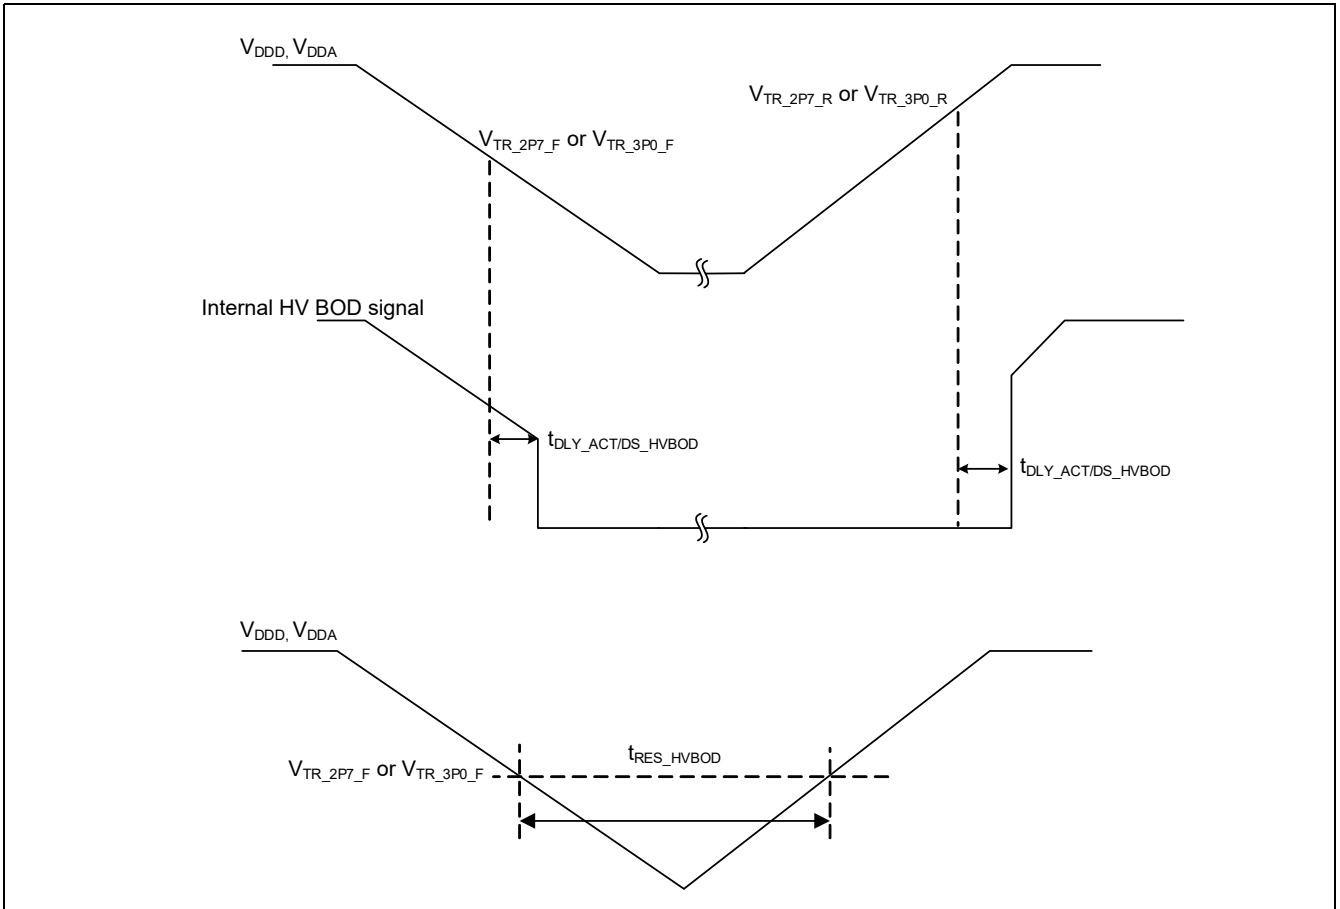 VDDD, VDDA
VTR_2P7_R or VTR_3P0_R
VTR_2P7_F or VTR_3P0_F
Internal HV BOD signal
tDLY_ACT/DS_HVBOD
tDLY_ACT/DS_HVBOD
VDDD, VDDA
tRES_HVBOD
VTR_2P7_F or VTR_3P0_F